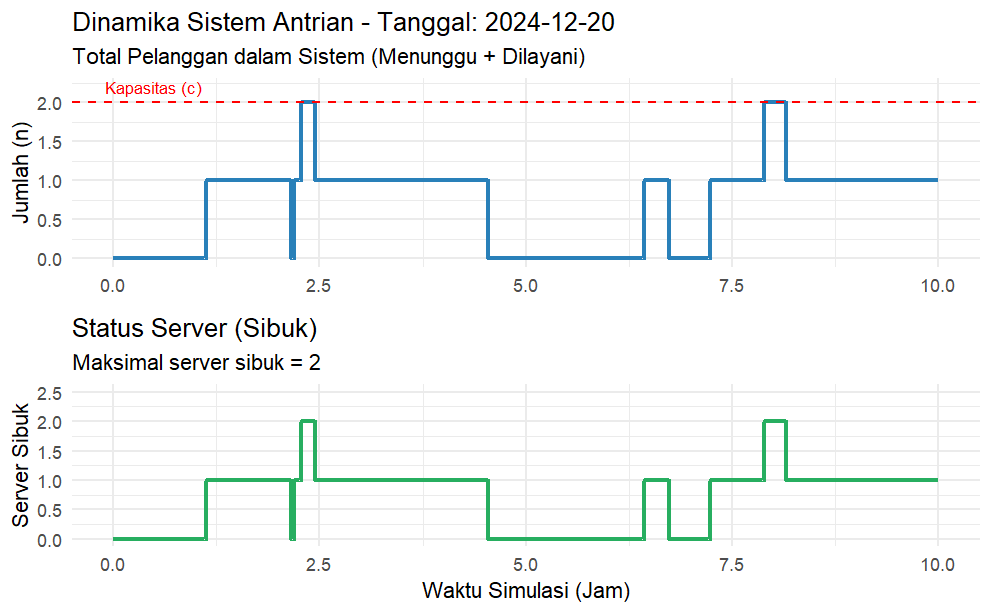 Dinamika Sistem Antrian - Tanggal: 2024-12-20
Total Pelanggan dalam Sistem (Menunggu + Dilayani)
Kapasitas (c)
Jumlah (n)
2.0
1.5
1.0
0.5
0.0
0.0 2.5 5.0 7.5 10.0
Status Server (Sibuk)
Maksimal server sibuk = 2
Server Sibuk
2.5
2.0
1.5
1.0
0.5
0.0
0.0 2.5 5.0 7.5 10.0
Waktu Simulasi (Jam)